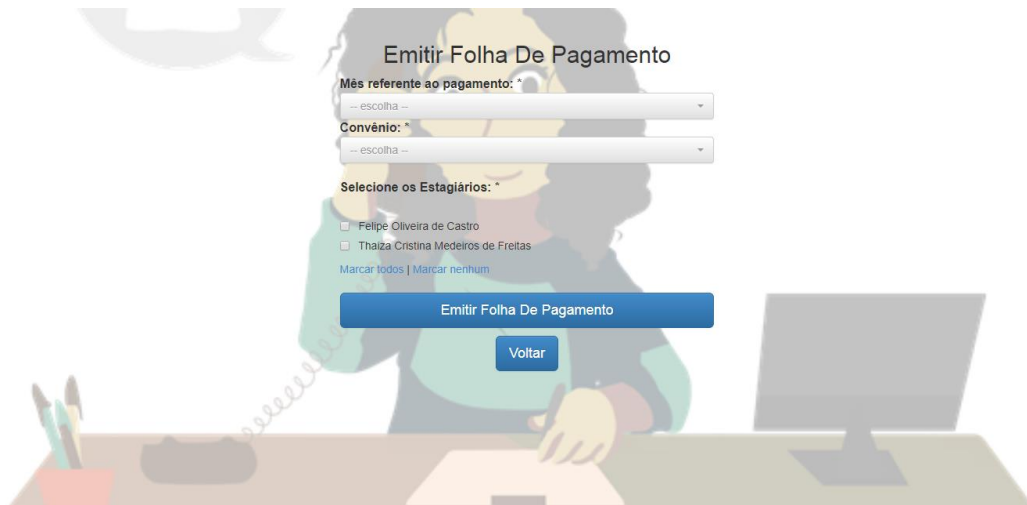 Emitir Folha De Pagamento
Mês referente ao pagamento: *
-- escolha --
Convênio: *
-- escolha --
Selecione os Estagiários: *
Felipe Oliveira de Castro
Thaiza Cristina Medeiros de Freitas
Marcar todos | Marcar nenhum
Emitir Folha De Pagamento
Voltar